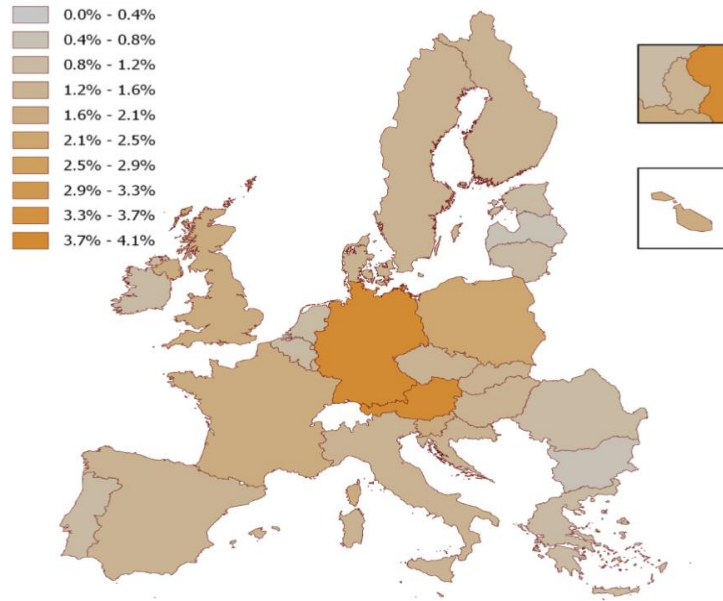 0.0% - 0.4%
0.4% - 0.8%
0.8% - 1.2%
1.2% - 1.6%
1.6% - 2.1%
2.1% - 2.5%
2.5% - 2.9%
2.9% - 3.3%
3.3% - 3.7%
3.7% - 4.1%